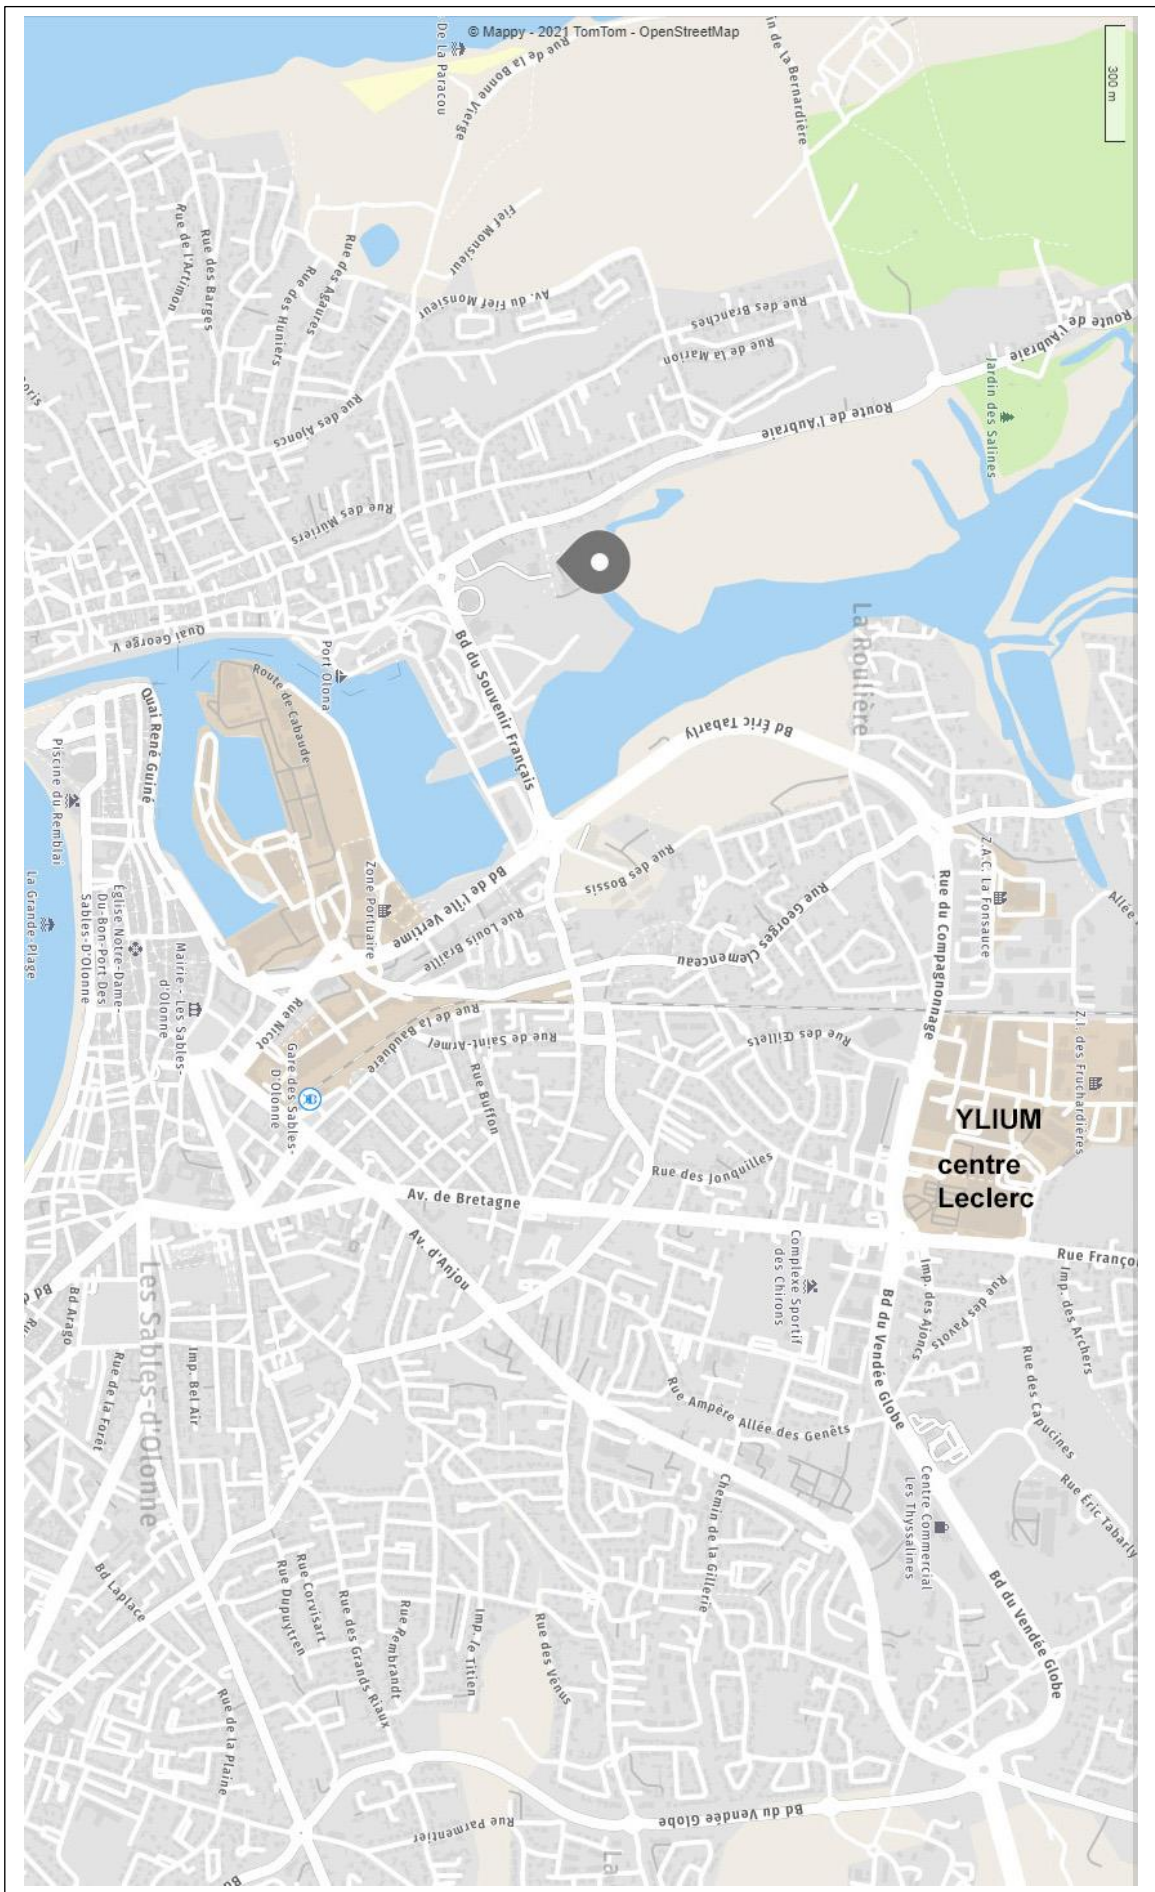 © Mappy - 2021 TomTom - OpenStreetMap
300 m
De La Paracou
Rue de la Bonne Vierge
in de la Bernardière
Fief Monsieur
Rue de l'Artimon
Rue des Barges
Rue des Huniers
Rue des Agaures
Av. du Fief Monsieur
Rue des Branches
Rue de la Marion
Route de l'Aubraie
Jardin des Salines
Route de l'Aubraie
oris
Rue des Ajoncs
Rue des Muriers
Quai George V
Port Olona
Bd du Souvenir Français
La Roulière
Bd Éric Tabarly
Route de Cabaude
Quai René Guiné
Piscine du Remblai
La Grande-Plage
Église Notre-Dame-
Du-Bon-Port Des
Sables-D'Olonne
Mairie - Les Sables-
d'Olonne
Zone Portuaire
Bd de l'Île Vertime
Rue Louis Braille
Rue des Bossis
Rue Georges Clemenceau
Rue du Compagnonnage
Z.A.C. La Fonsauce
Allée
Z.I. des Fruchardières
Rue Nicot
Gare des Sables-
D'Olonne
Rue de la Bauduère
Rue de Saint-Armel
Rue Buffon
Rue des Œillets
YLIUM
centre
Leclerc
Rue des Jonquilles
Av. de Bretagne
Av. d'Anjou
Complexe Sportif
des Chirons
Rue Franço
Imp. des Ajoncs
Rue des Pavots
Imp. des Archers
Bd du Vendée Globe
Rue des Capucines
Rue Éric Tabarly
Bd d
Ru
Bd Arago
Les Sables-d'Olonne
Rue de la Forêt
Imp. Bel Air
Rue Ampère
Allée des Genêts
Centre Commercial
Les Thyssalines
Chemin de la Gillerie
Bd du Vendée Globe
Bd Laplace
Rue Corvisart
Rue Dupuytren
Rue des Grands Riaux
Rue Rembrandt
Imp. le Titien
Rue des Vénus
Rue de la Plaine
Rue Parmentier
Bd du Vendée Globe
La
Bd